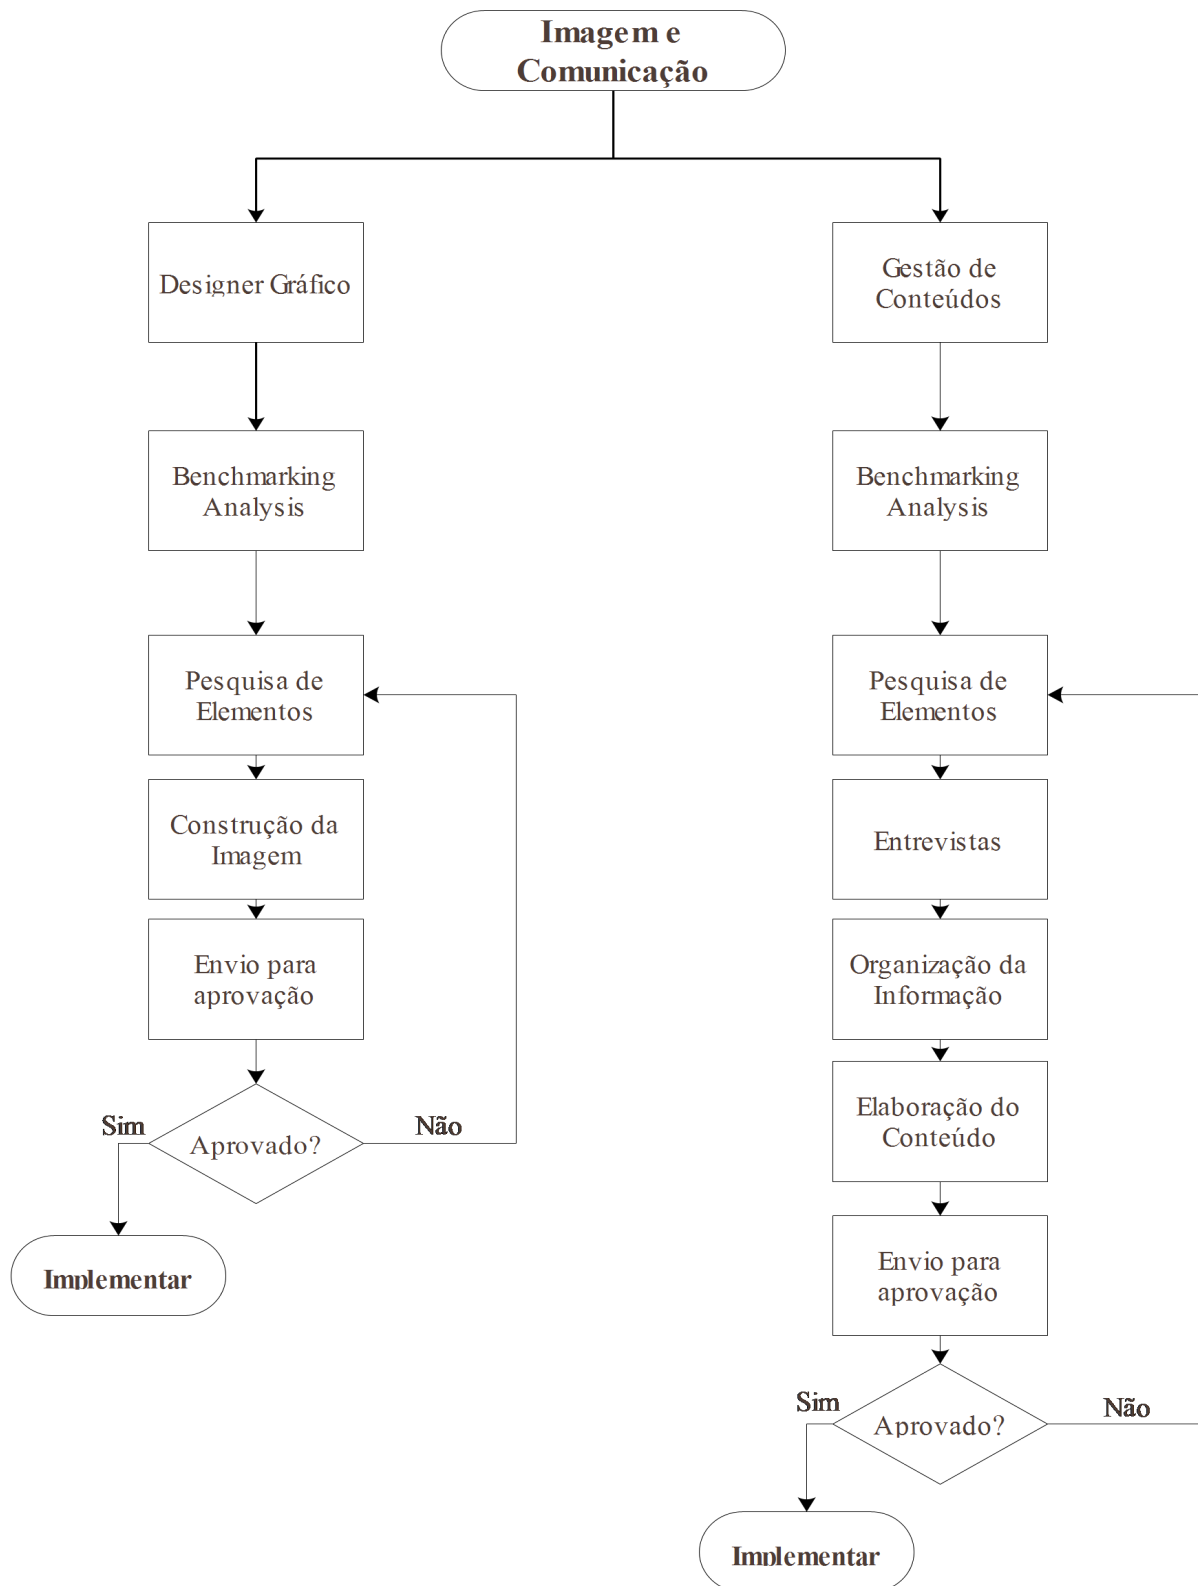 Imagem e
Comunicação
Designer Gráfico
Benchmarking
Analysis
Pesquisa de
Elementos
Construção da
Imagem
Envio para
aprovação
Aprovado?
Sim
Não
Implementar
Gestão de
Conteúdos
Benchmarking
Analysis
Pesquisa de
Elementos
Entrevistas
Organização da
Informação
Elaboração do
Conteúdo
Envio para
aprovação
Aprovado?
Sim
Não
Implementar